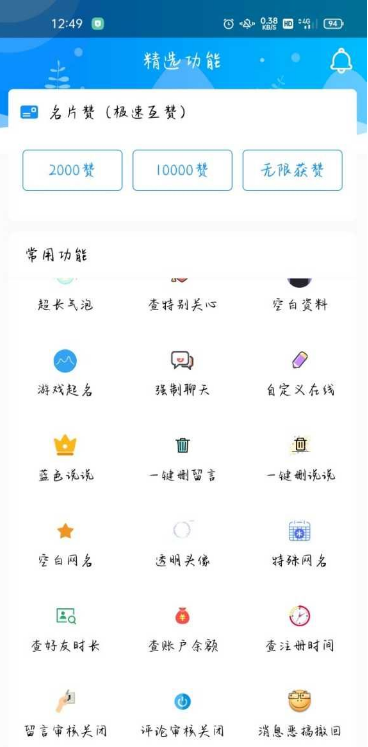 12:49 0.38 KB/S HD 4G 94
精选功能
名片赞（极速互赞）
2000赞 10000赞 无限获赞
常用功能
超长气泡 查特别关心 空白资料
游戏起名 强制聊天 自定义在线
蓝色说说 一键删留言 一键删说说
空白网名 透明头像 特殊网名
查好友时长 查账户余额 查注册时间
留言审核关闭 评论审核关闭 消息恶搞撤回